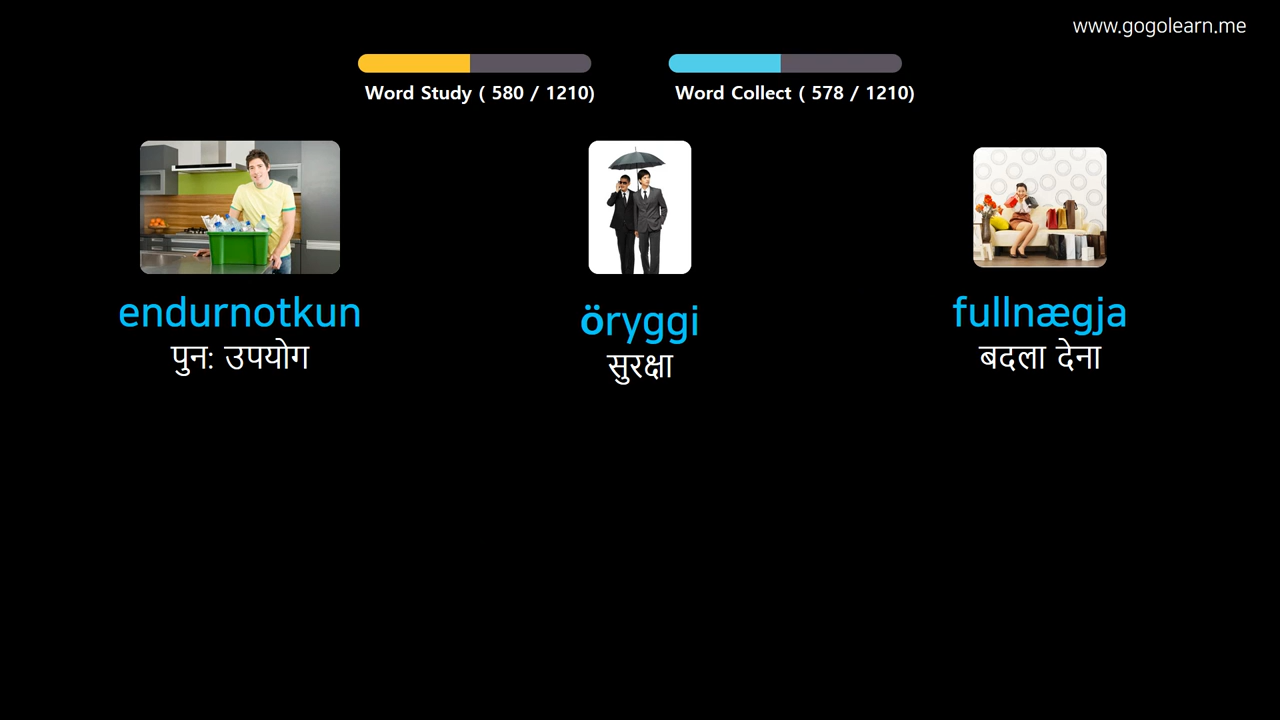 www.gogolearn.me
Word Study ( 580 / 1210)
Word Collect ( 578 / 1210)
endurnotkun
पुन: उपयोग
öryggi
सुरक्षा
fullnægja
बदला देना